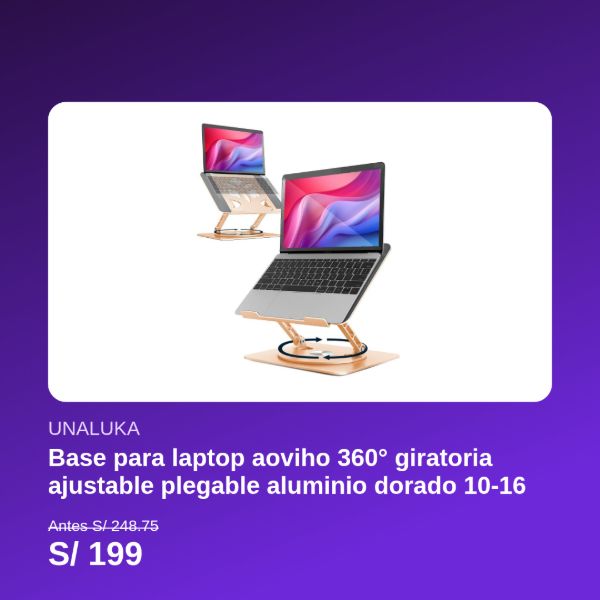 UNALUKA
Base para laptop aoviho 360° giratoria
ajustable plegable aluminio dorado 10-16
Antes S/ 248.75
S/ 199